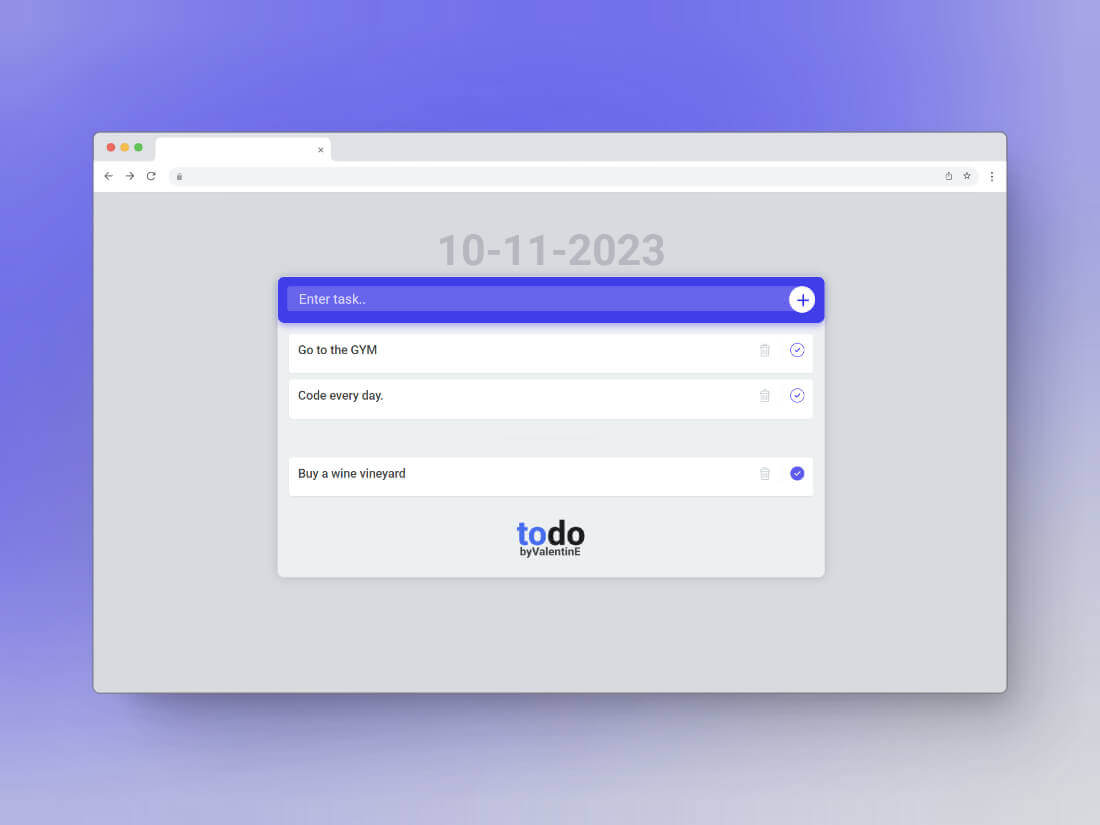 10-11-2023
Enter task..
Go to the GYM
Code every day.
Buy a wine vineyard
todo
byValentinE